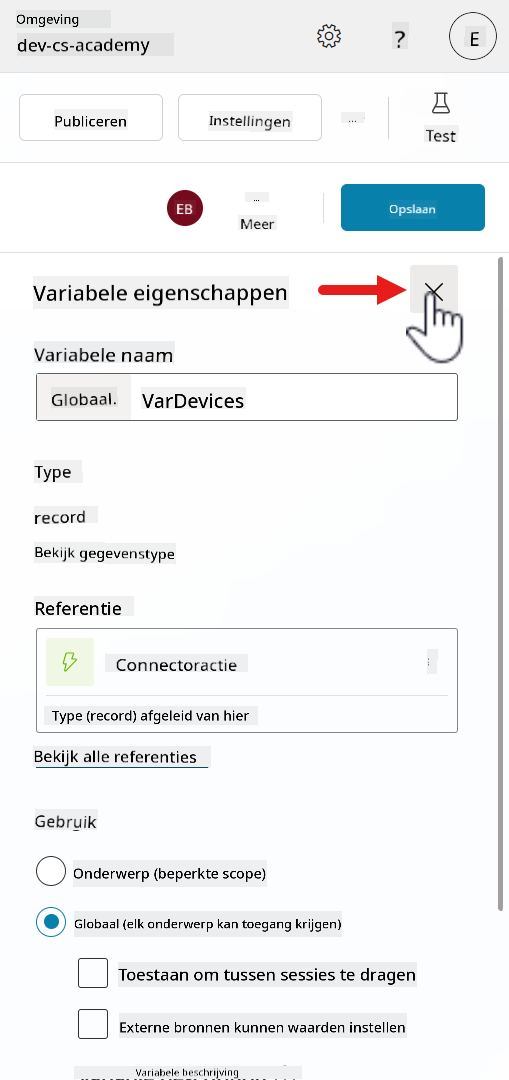 Omgeving
dev-cs-academy
?
E
Publiceren
Instellingen
...
Test
EB
...
Meer
Opslaan
Variabele eigenschappen
Variabele naam
Globaal.
VarDevices
Type
record
Bekijk gegevenstype
Referentie
Connectoractie
Type (record) afgeleid van hier
Bekijk alle referenties
Gebruik
Onderwerp (beperkte scope)
Globaal (elk onderwerp kan toegang krijgen)
Toestaan om tussen sessies te dragen
Externe bronnen kunnen waarden instellen
Variabele beschrijving